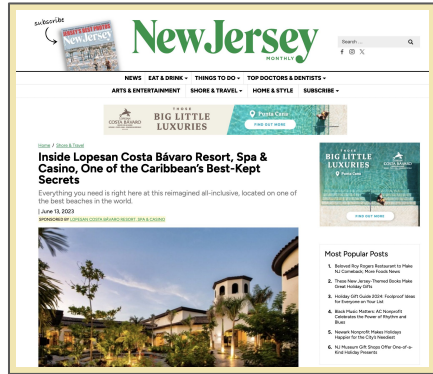 subscribe
NewJersey
MONTHLY
Search ...
NEWS EAT & DRINK THINGS TO DO TOP DOCTORS & DENTISTS
ARTS & ENTERTAINMENT SHORE & TRAVEL HOME & STYLE SUBSCRIBE
THOSE
BIG LITTLE
LUXURIES
COSTA BÁVARO
Punta Cana
FIND OUT MORE
Home / Shore & Travel
Inside Lopesan Costa Bávaro Resort, Spa &
Casino, One of the Caribbean's Best-Kept
Secrets
Everything you need is right here at this reimagined all-inclusive, located on one of
the best beaches in the world.
| June 13, 2023
SPONSORED BY LOPESAN COSTA BÁVARO RESORT, SPA & CASINO
THOSE
BIG LITTLE
LUXURIES
Punta Cana
COSTA BÁVARO
FIND OUT MORE
Most Popular Posts
1. Beloved Roy Rogers Restaurant to Make
NJ Comeback; More Foods News
2. These New Jersey-Themed Books Make
Great Holiday Gifts
3. Holiday Gift Guide 2024: Foolproof Ideas
for Everyone on Your List
4. Black Music Matters: AC Nonprofit
Celebrates the Power of Rhythm and
Blues
5. Newark Nonprofit Makes Holidays
Happier for the City's Neediest
6. NJ Museum Gift Shops Offer One-of-a-
Kind Holiday Presents